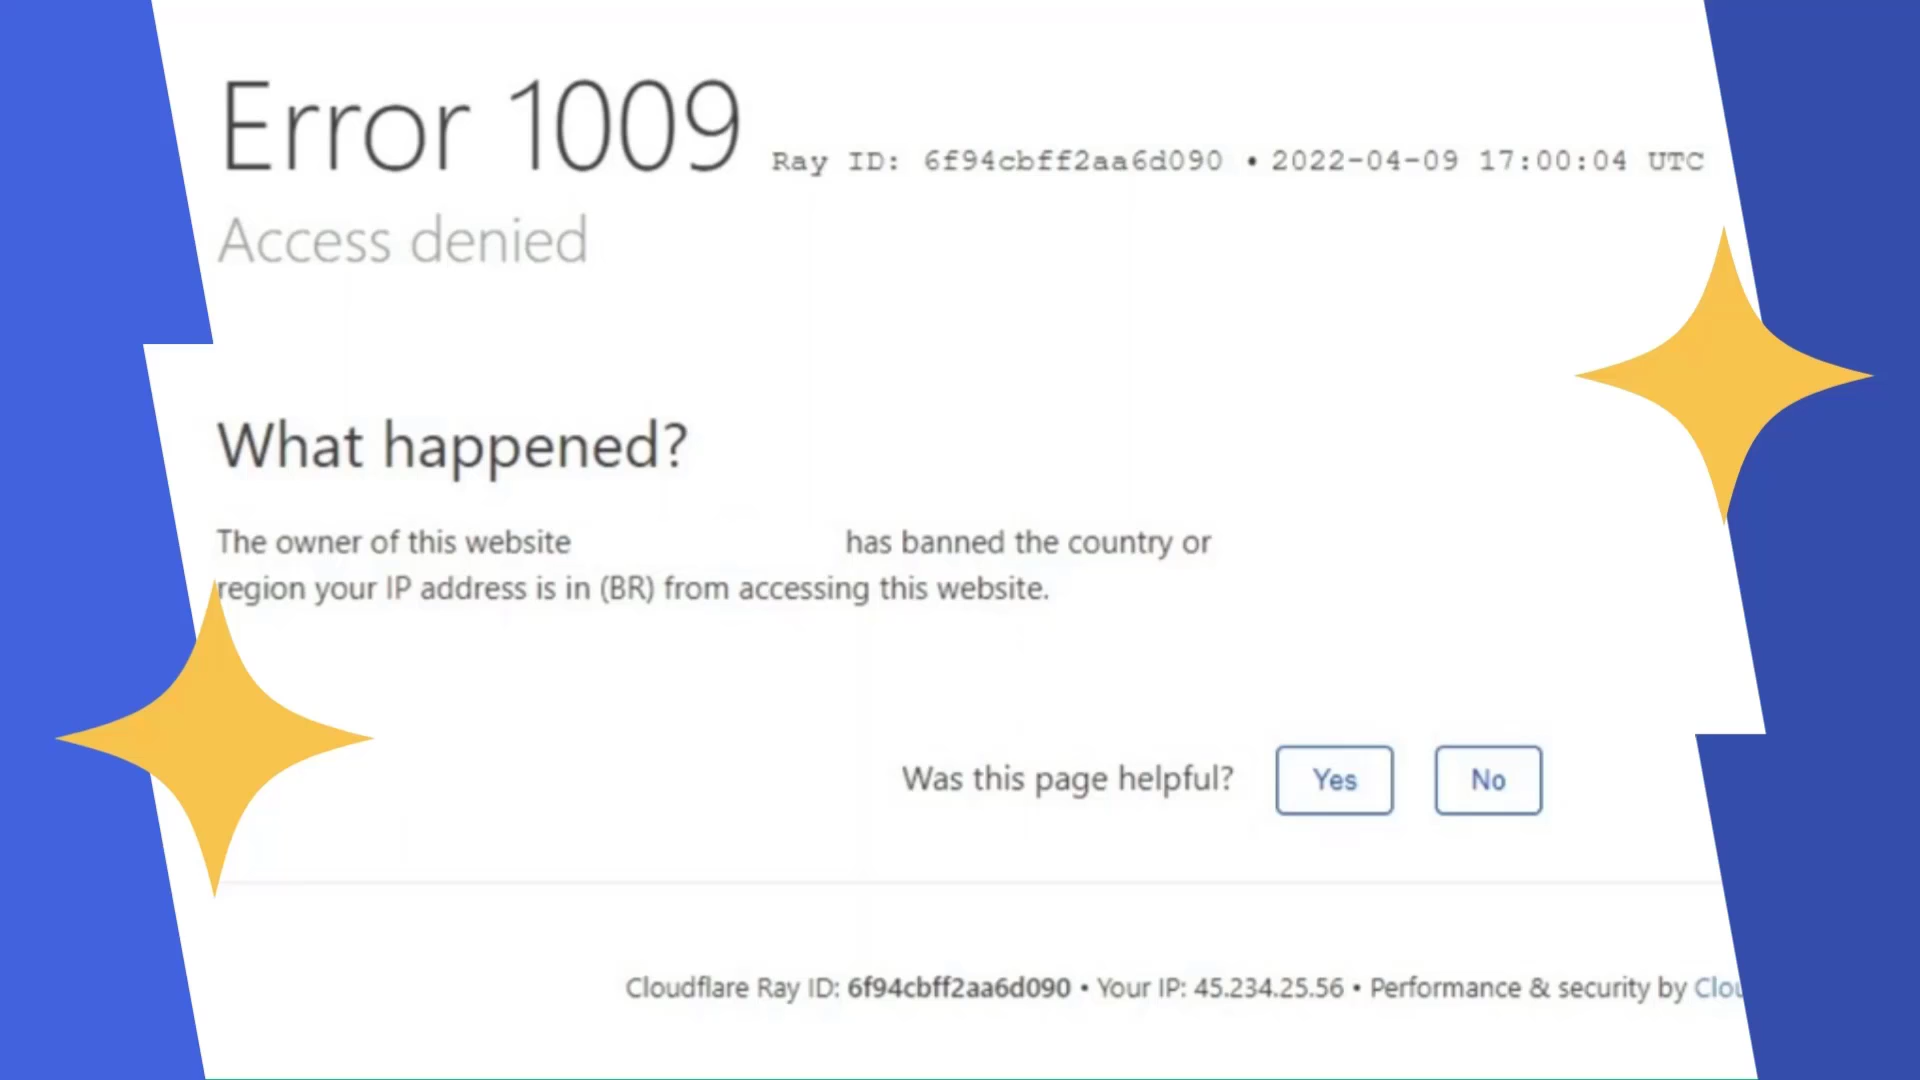 Error 1009 Ray ID: 6f94cbff2aa6d090 • 2022-04-09 17:00:04 UTC
Access denied
What happened?
The owner of this website has banned the country or
region your IP address is in (BR) from accessing this website.
Was this page helpful? Yes No
Cloudflare Ray ID: 6f94cbff2aa6d090 • Your IP: 45.234.25.56 • Performance & security by